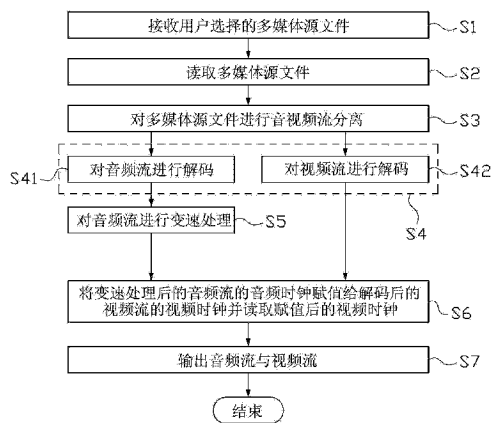 接收用户选择的多媒体源文件
S1
读取多媒体源文件
S2
对多媒体源文件进行音视频流分离
S3
S41
对音频流进行解码
对视频流进行解码
S42
S4
对音频流进行变速处理
S5
将变速处理后的音频流的音频时钟赋值给解码后的
视频流的视频时钟并读取赋值后的视频时钟
S6
输出音频流与视频流
S7
结束